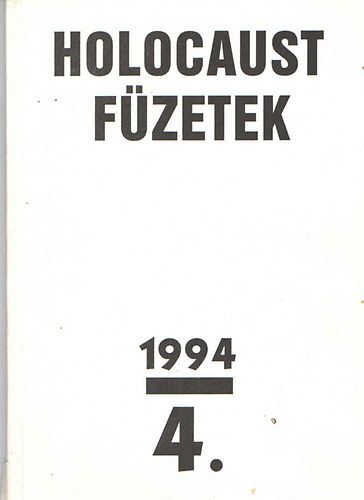 HOLOCAUST
FÜZETEK
1994
4.